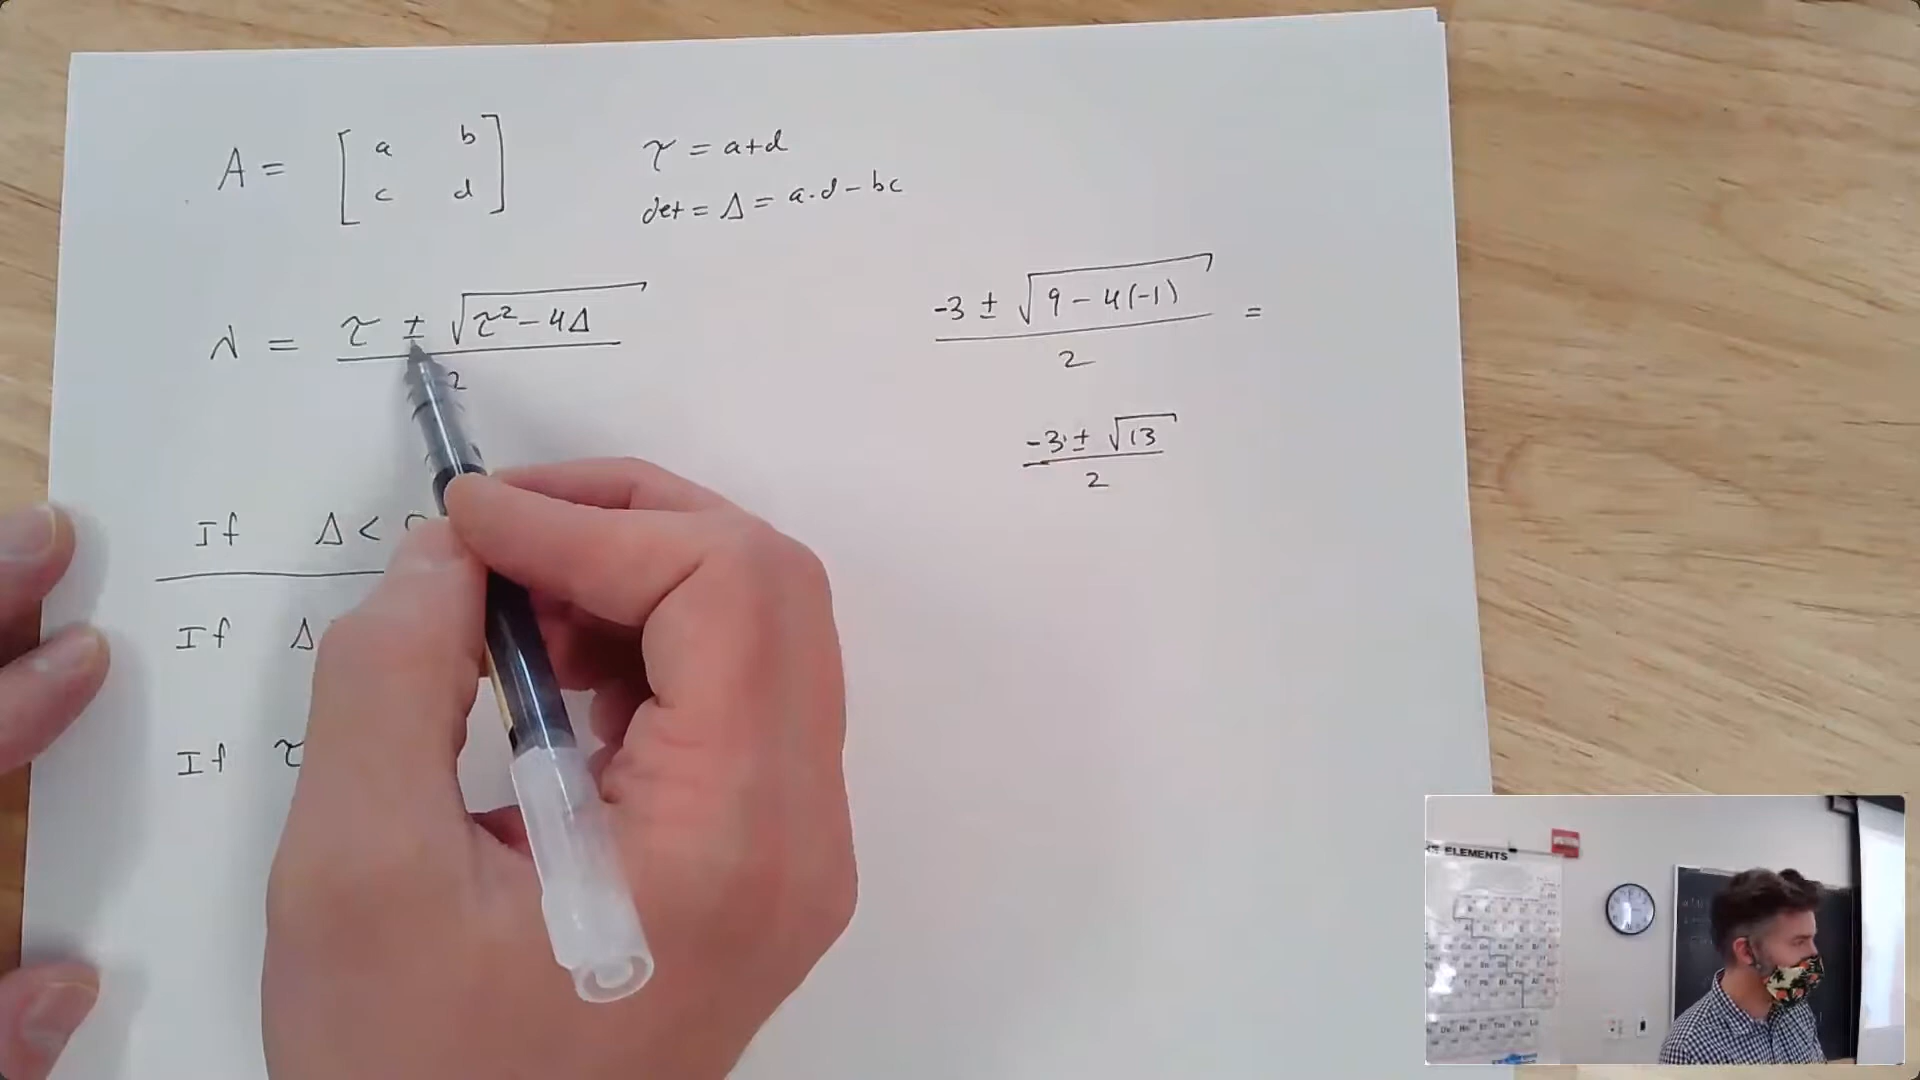 A = [ a b
c d ]
τ = a+d
det = Δ = a·d - bc
λ = τ ± √τ² - 4Δ
2
-3 ± √9 - 4(-1) =
2
-3 ± √13
2
If Δ <
If Δ
If τ
ELEMENTS